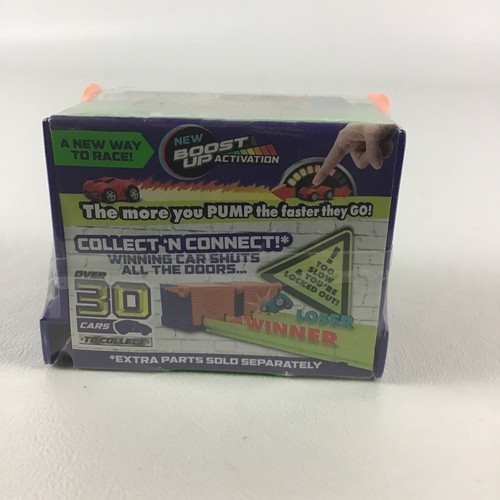 A NEW WAY
TO RACE!
NEW
BOOST
UP ACTIVATION
The more you PUMP the faster they GO!
COLLECT 'N CONNECT!*
WINNING CAR SHUTS
ALL THE DOORS...
! TOO
SLOW
& YOU'RE
LOCKED OUT!
OVER
30
CARS
TO COLLECT
LOSER
WINNER
*EXTRA PARTS SOLD SEPARATELY